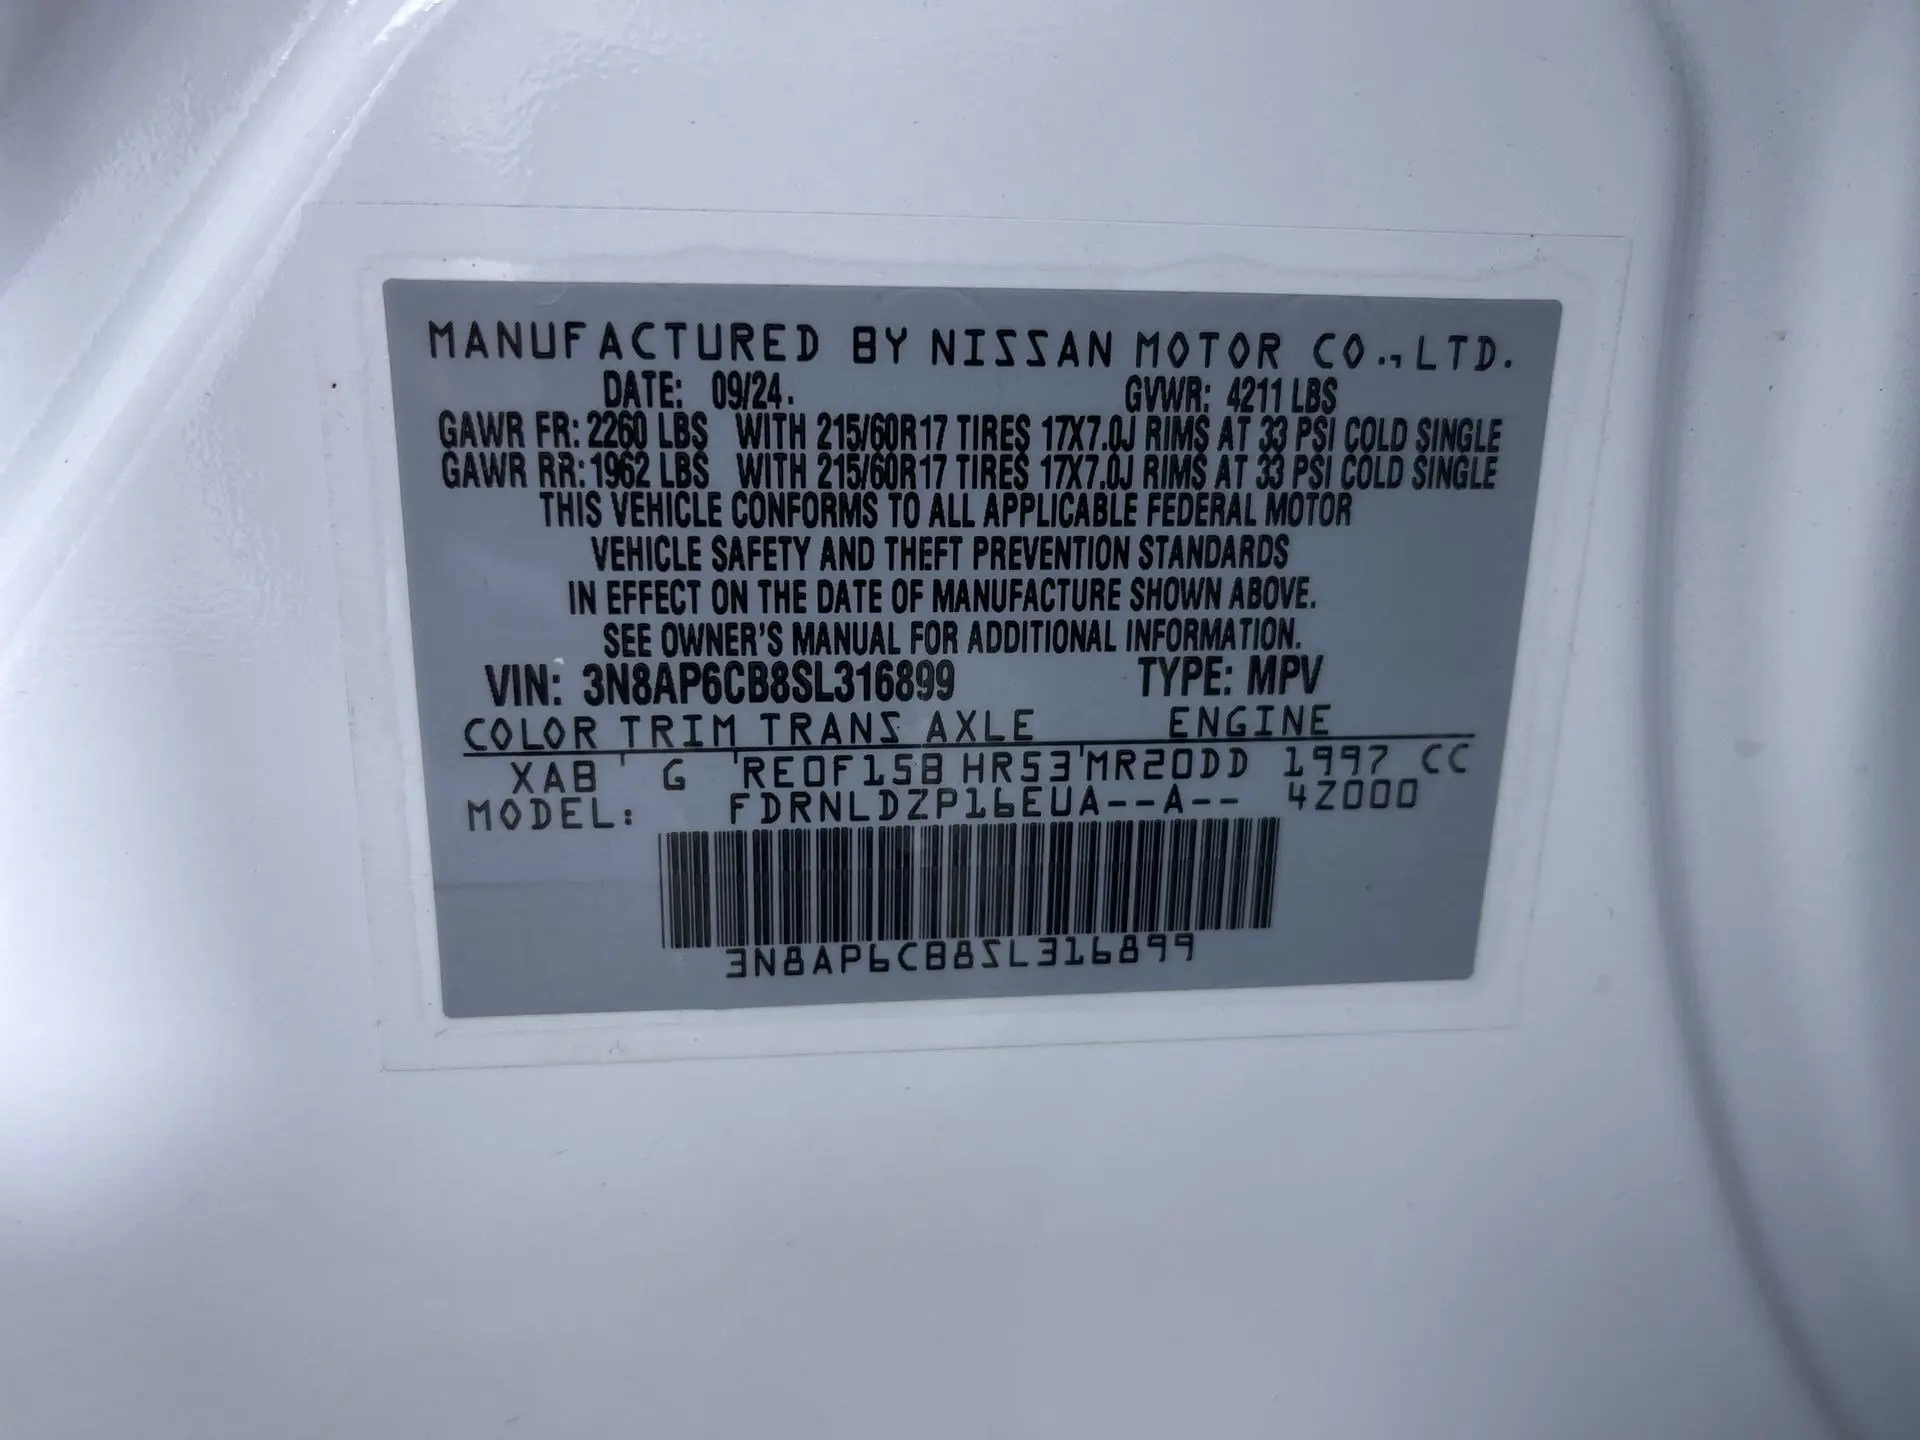 MANUFACTURED BY NISSAN MOTOR CO.,LTD.
DATE: 09/24. GVWR: 4211 LBS
GAWR FR: 2260 LBS WITH 215/60R17 TIRES 17X7.0J RIMS AT 33 PSI COLD SINGLE
GAWR RR: 1962 LBS WITH 215/60R17 TIRES 17X7.0J RIMS AT 33 PSI COLD SINGLE
THIS VEHICLE CONFORMS TO ALL APPLICABLE FEDERAL MOTOR
VEHICLE SAFETY AND THEFT PREVENTION STANDARDS
IN EFFECT ON THE DATE OF MANUFACTURE SHOWN ABOVE.
SEE OWNER'S MANUAL FOR ADDITIONAL INFORMATION.
VIN: 3N8AP6CB8SL316899 TYPE: MPV
COLOR TRIM TRANS AXLE ENGINE
XAB ' G 'RE0F15B HR53'MR20DD 1997 CC
MODEL: FDRNLDZP16EUA--A-- 4Z000
3N8AP6CB8SL316899